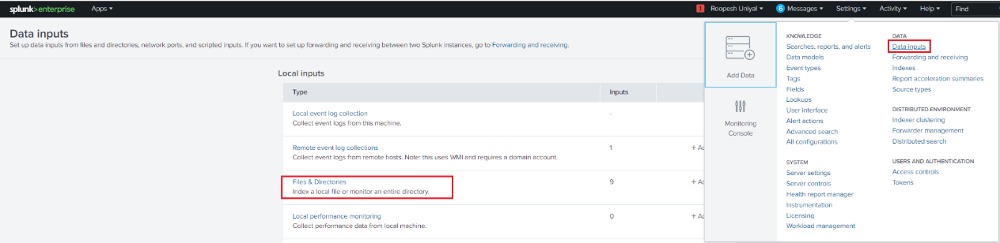 splunk>enterprise Apps ▾ ! Roopesh Uniyal ▾ 6 Messages ▾ Settings ▾ Activity ▾ Help ▾ Find
Data inputs
Set up data inputs from files and directories, network ports, and scripted inputs. If you want to set up forwarding and receiving between two Splunk instances, go to Forwarding and receiving.
Local inputs
Type Inputs
Local event log collection -
Collect event logs from this machine.
Remote event log collections 1
Collect event logs from remote hosts. Note: this uses WMI and requires a domain account.
Files & Directories 9
Index a local file or monitor an entire directory.
Local performance monitoring 0
Collect performance data from local machine.
Add Data
Monitoring
Console
KNOWLEDGE
Searches, reports, and alerts
Data models
Event types
Tags
Fields
Lookups
User interface
Alert actions
Advanced search
All configurations
SYSTEM
Server settings
Server controls
Health report manager
Instrumentation
Licensing
Workload management
DATA
Data inputs
Forwarding and receiving
Indexes
Report acceleration summaries
Source types
DISTRIBUTED ENVIRONMENT
Indexer clustering
Forwarder management
Distributed search
USERS AND AUTHENTICATION
Access controls
Tokens